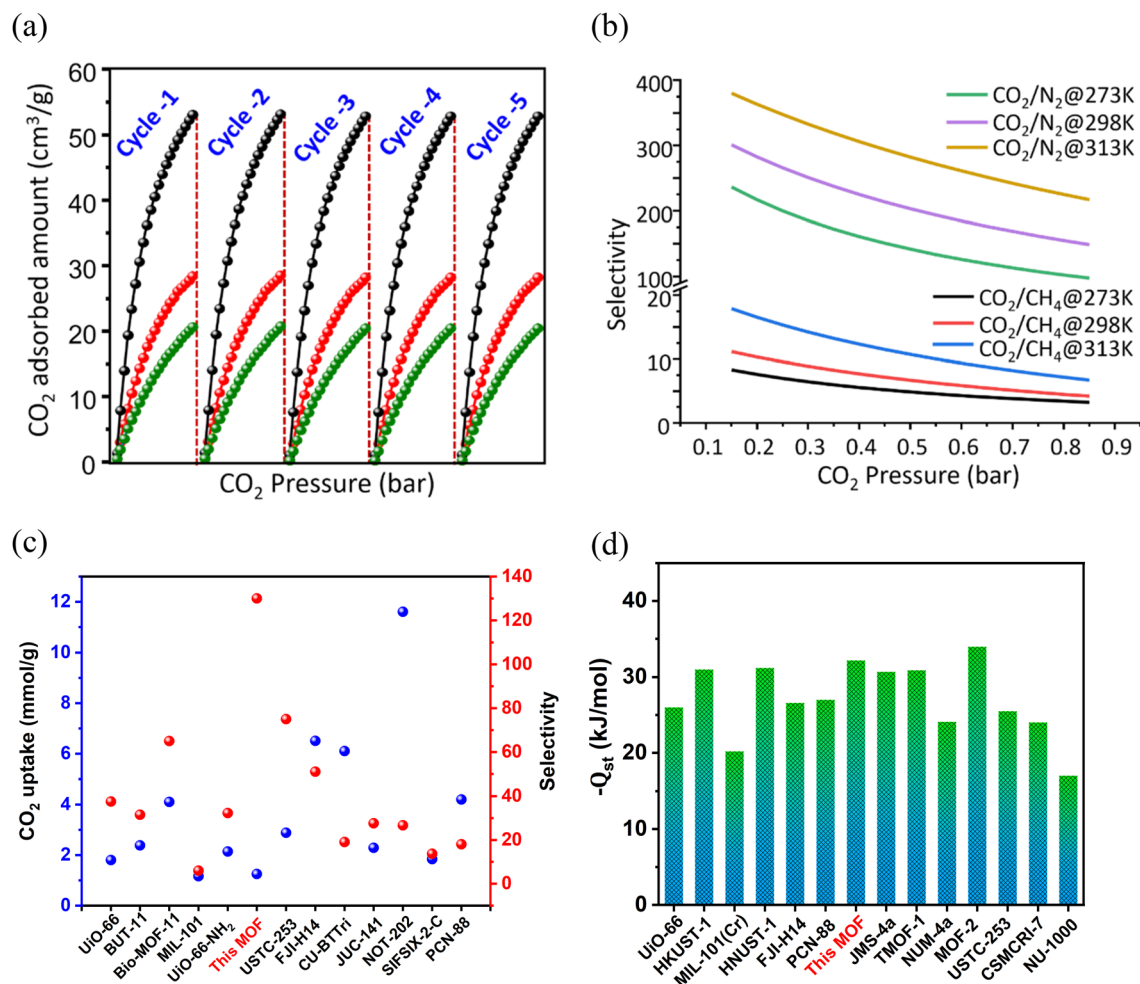 (a)
CO₂ adsorbed amount (cm³/g)
60
50
40
30
20
10
0
Cycle -1
Cycle -2
Cycle -3
Cycle -4
Cycle -5
CO₂ Pressure (bar)
(b)
Selectivity
400
350
300
250
200
150
100
20
10
0
CO₂/N₂@273K
CO₂/N₂@298K
CO₂/N₂@313K
CO₂/CH₄@273K
CO₂/CH₄@298K
CO₂/CH₄@313K
0.1 0.2 0.3 0.4 0.5 0.6 0.7 0.8 0.9
CO₂ Pressure (bar)
(c)
CO₂ uptake (mmol/g)
12
10
8
6
4
2
0
140
120
100
80
60
40
20
0
Selectivity
UiO-66
BUT-11
Bio-MOF-11
MIL-101
UiO-66-NH₂
This MOF
USTC-253
FJI-H14
CU-BTTri
JUC-141
NOT-202
SIFSIX-2-C
PCN-88
(d)
-Qst (kJ/mol)
40
30
20
10
0
UiO-66
HKUST-1
MIL-101(Cr)
HNUST-1
FJI-H14
PCN-88
This MOF
JMS-4a
TMOF-1
NUM-4a
MOF-2
USTC-253
CSMCRI-7
NU-1000